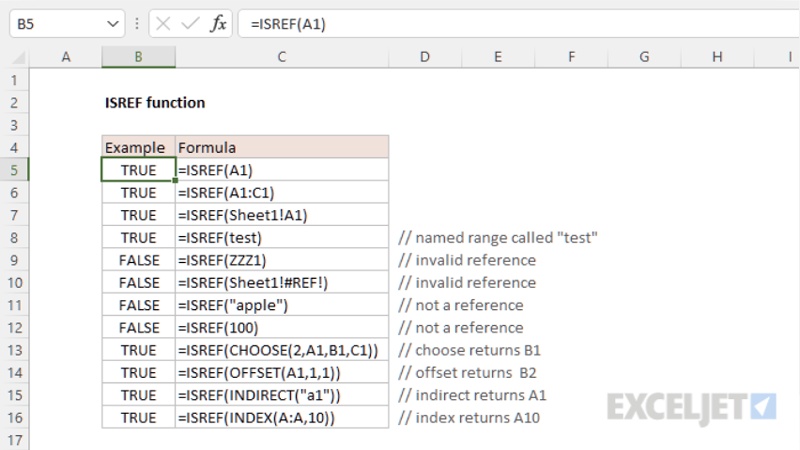 B5 fx =ISREF(A1)
A B C D E F G H I
1
2 ISREF function
3
4 Example Formula
5 TRUE =ISREF(A1)
6 TRUE =ISREF(A1:C1)
7 TRUE =ISREF(Sheet1!A1)
8 TRUE =ISREF(test) // named range called "test"
9 FALSE =ISREF(ZZZ1) // invalid reference
10 FALSE =ISREF(Sheet1!#REF!) // invalid reference
11 FALSE =ISREF("apple") // not a reference
12 FALSE =ISREF(100) // not a reference
13 TRUE =ISREF(CHOOSE(2,A1,B1,C1)) // choose returns B1
14 TRUE =ISREF(OFFSET(A1,1,1)) // offset returns B2
15 TRUE =ISREF(INDIRECT("a1")) // indirect returns A1
16 TRUE =ISREF(INDEX(A:A,10)) // index returns A10
17
EXCELJET